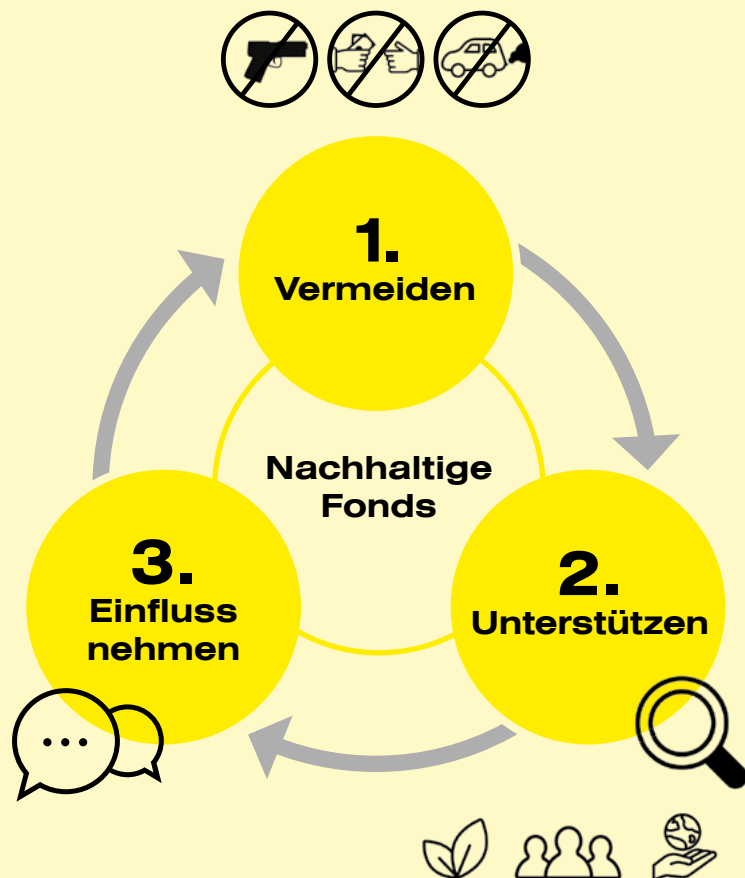 1.
Vermeiden
Nachhaltige
Fonds
2.
Unterstützen
3.
Einfluss
nehmen